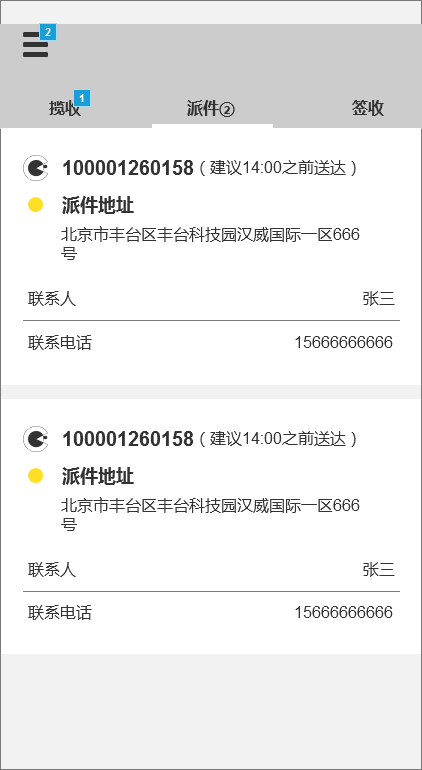 2
1
揽收
派件②
签收
100001260158（建议14:00之前送达）
派件地址
北京市丰台区丰台科技园汉威国际一区666
号
联系人 张三
联系电话 15666666666
100001260158（建议14:00之前送达）
派件地址
北京市丰台区丰台科技园汉威国际一区666
号
联系人 张三
联系电话 15666666666